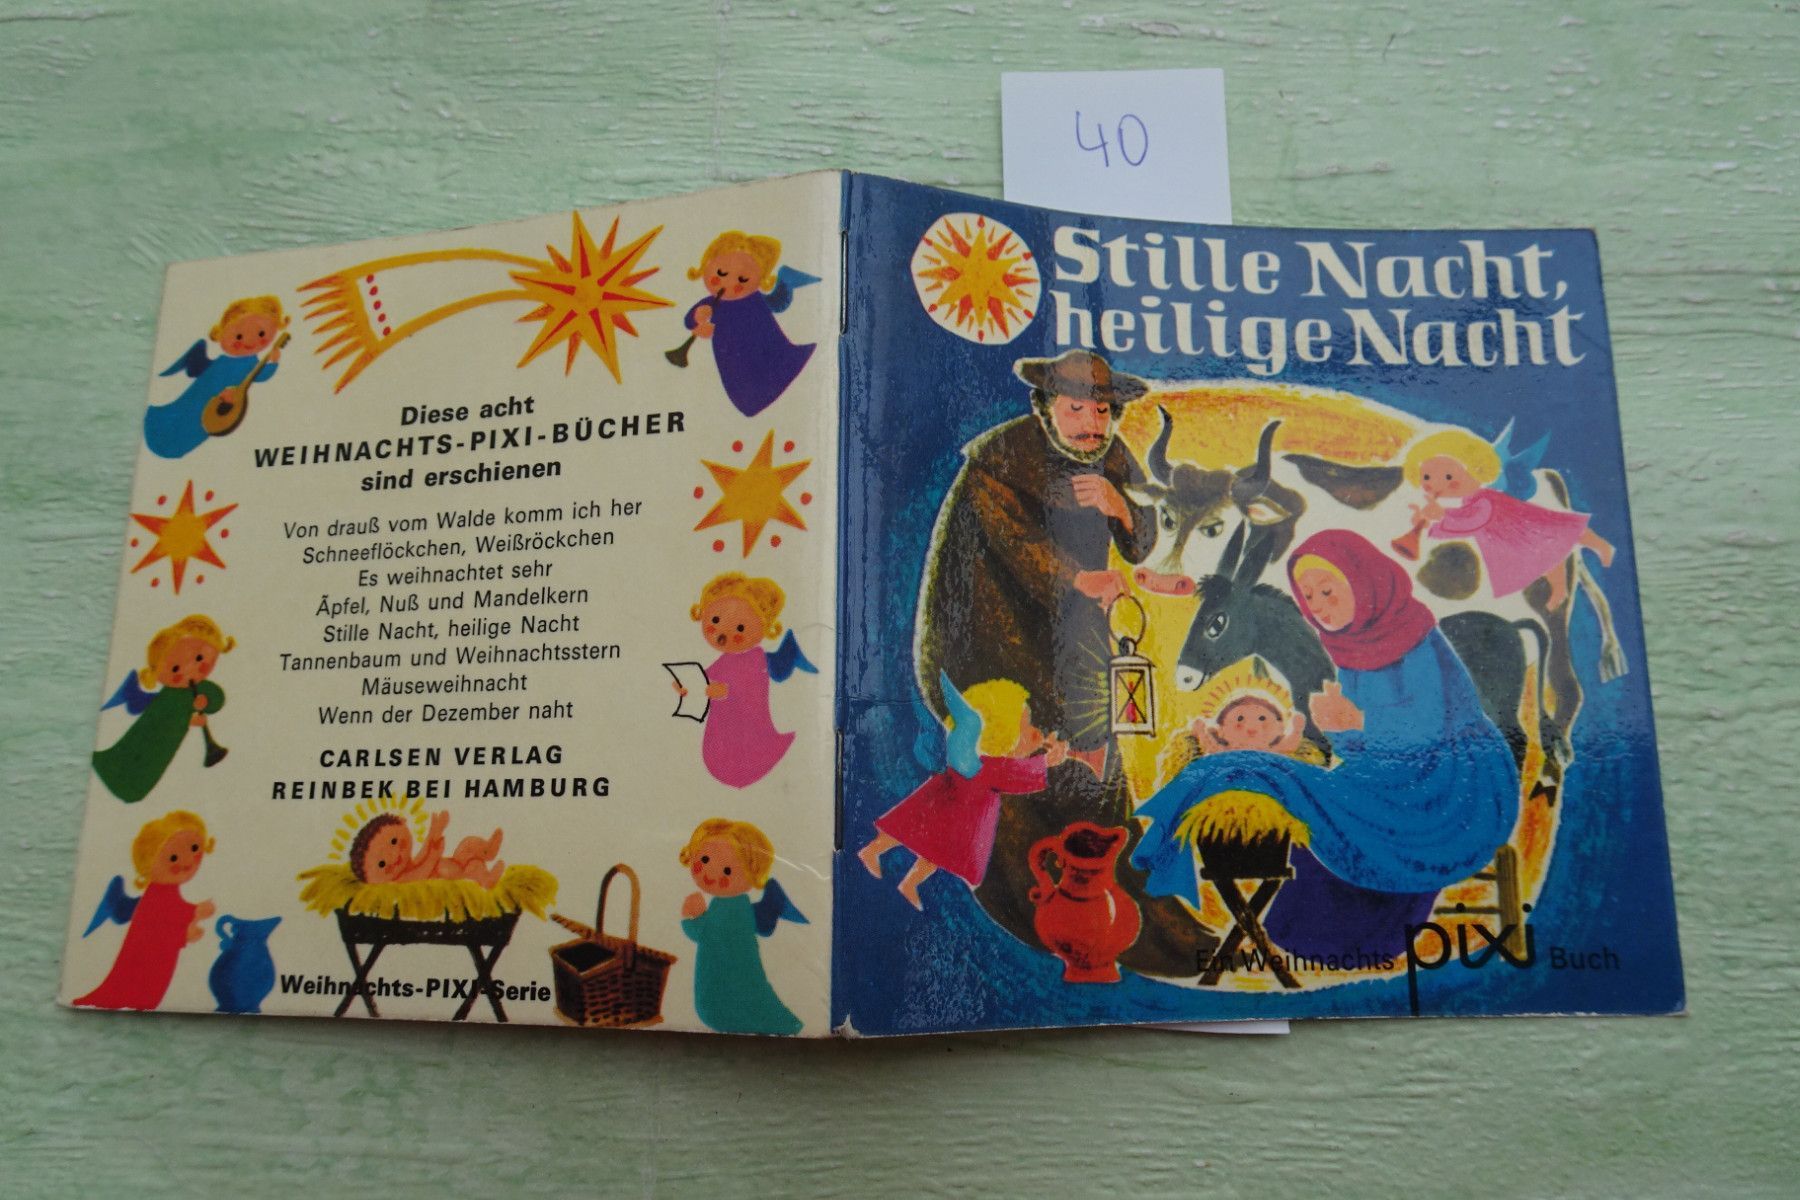 40
Stille Nacht,
heilige Nacht
Ein Weihnachts pixi Buch
Diese acht
WEIHNACHTS-PIXI-BÜCHER
sind erschienen
Von drauß vom Walde komm ich her
Schneeflöckchen, Weißröckchen
Es weihnachtet sehr
Äpfel, Nuß und Mandelkern
Stille Nacht, heilige Nacht
Tannenbaum und Weihnachtsstern
Mäuseweihnacht
Wenn der Dezember naht
CARLSEN VERLAG
REINBEK BEI HAMBURG
Weihnachts-PIXI-Serie